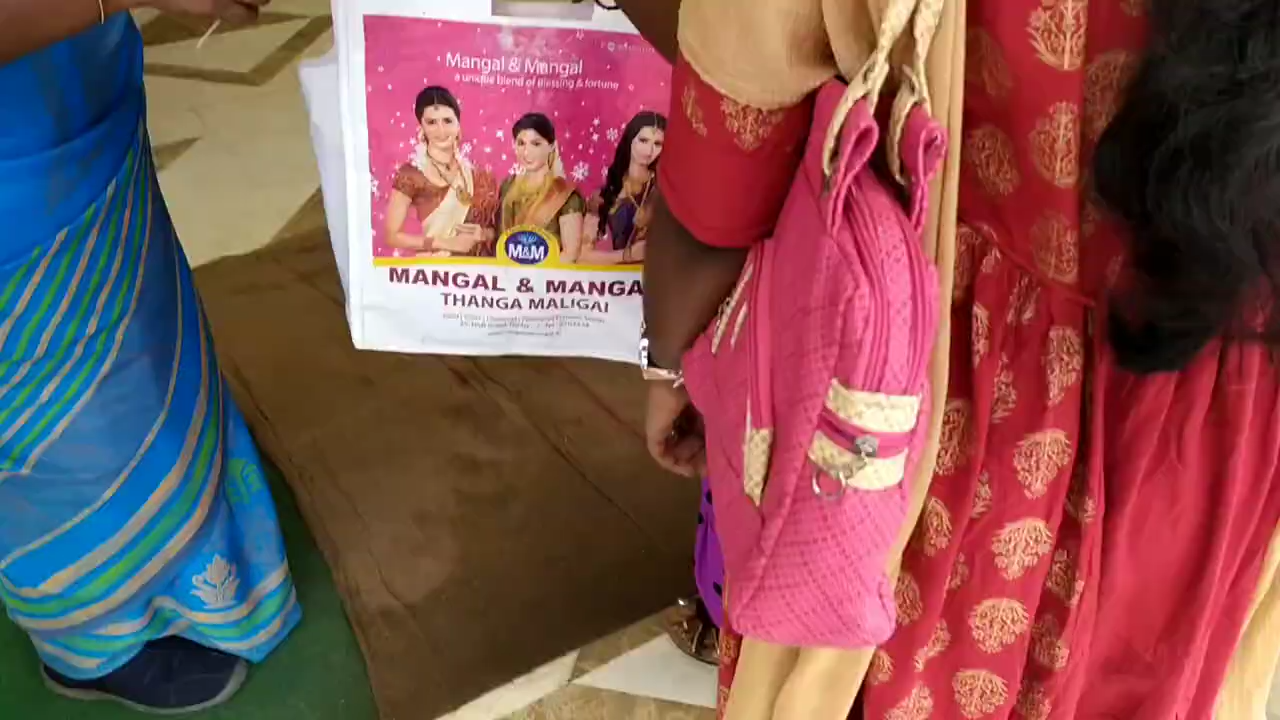 Mangal & Mangal
a unique blend of Blessing & fortune
M&M
MANGAL & MANGA
THANGA MALIGAI